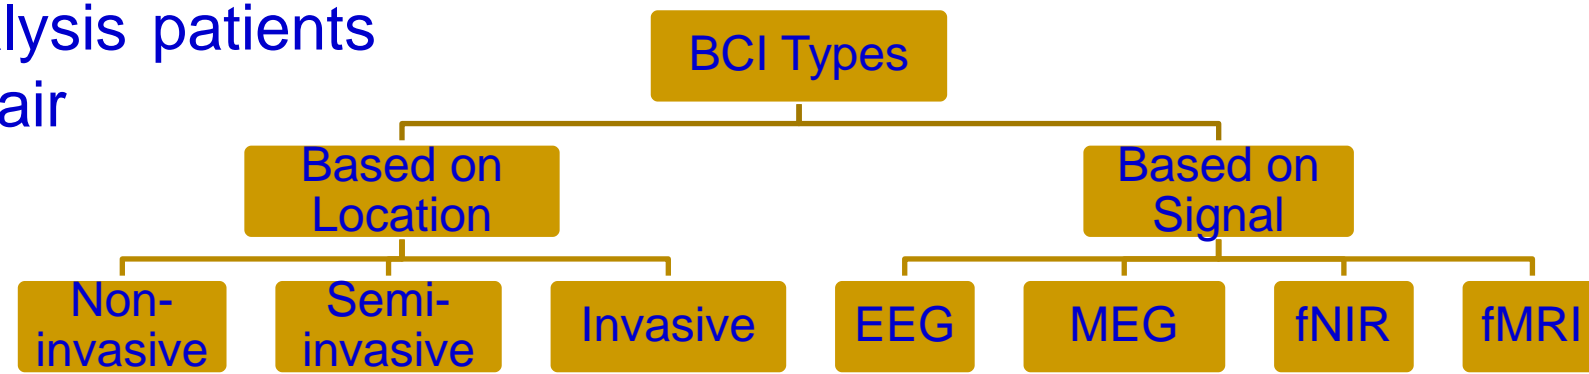 lysis patients
air
BCI Types
Based on
Location
Based on
Signal
Non-
invasive
Semi-
invasive
Invasive
EEG
MEG
fNIR
fMRI